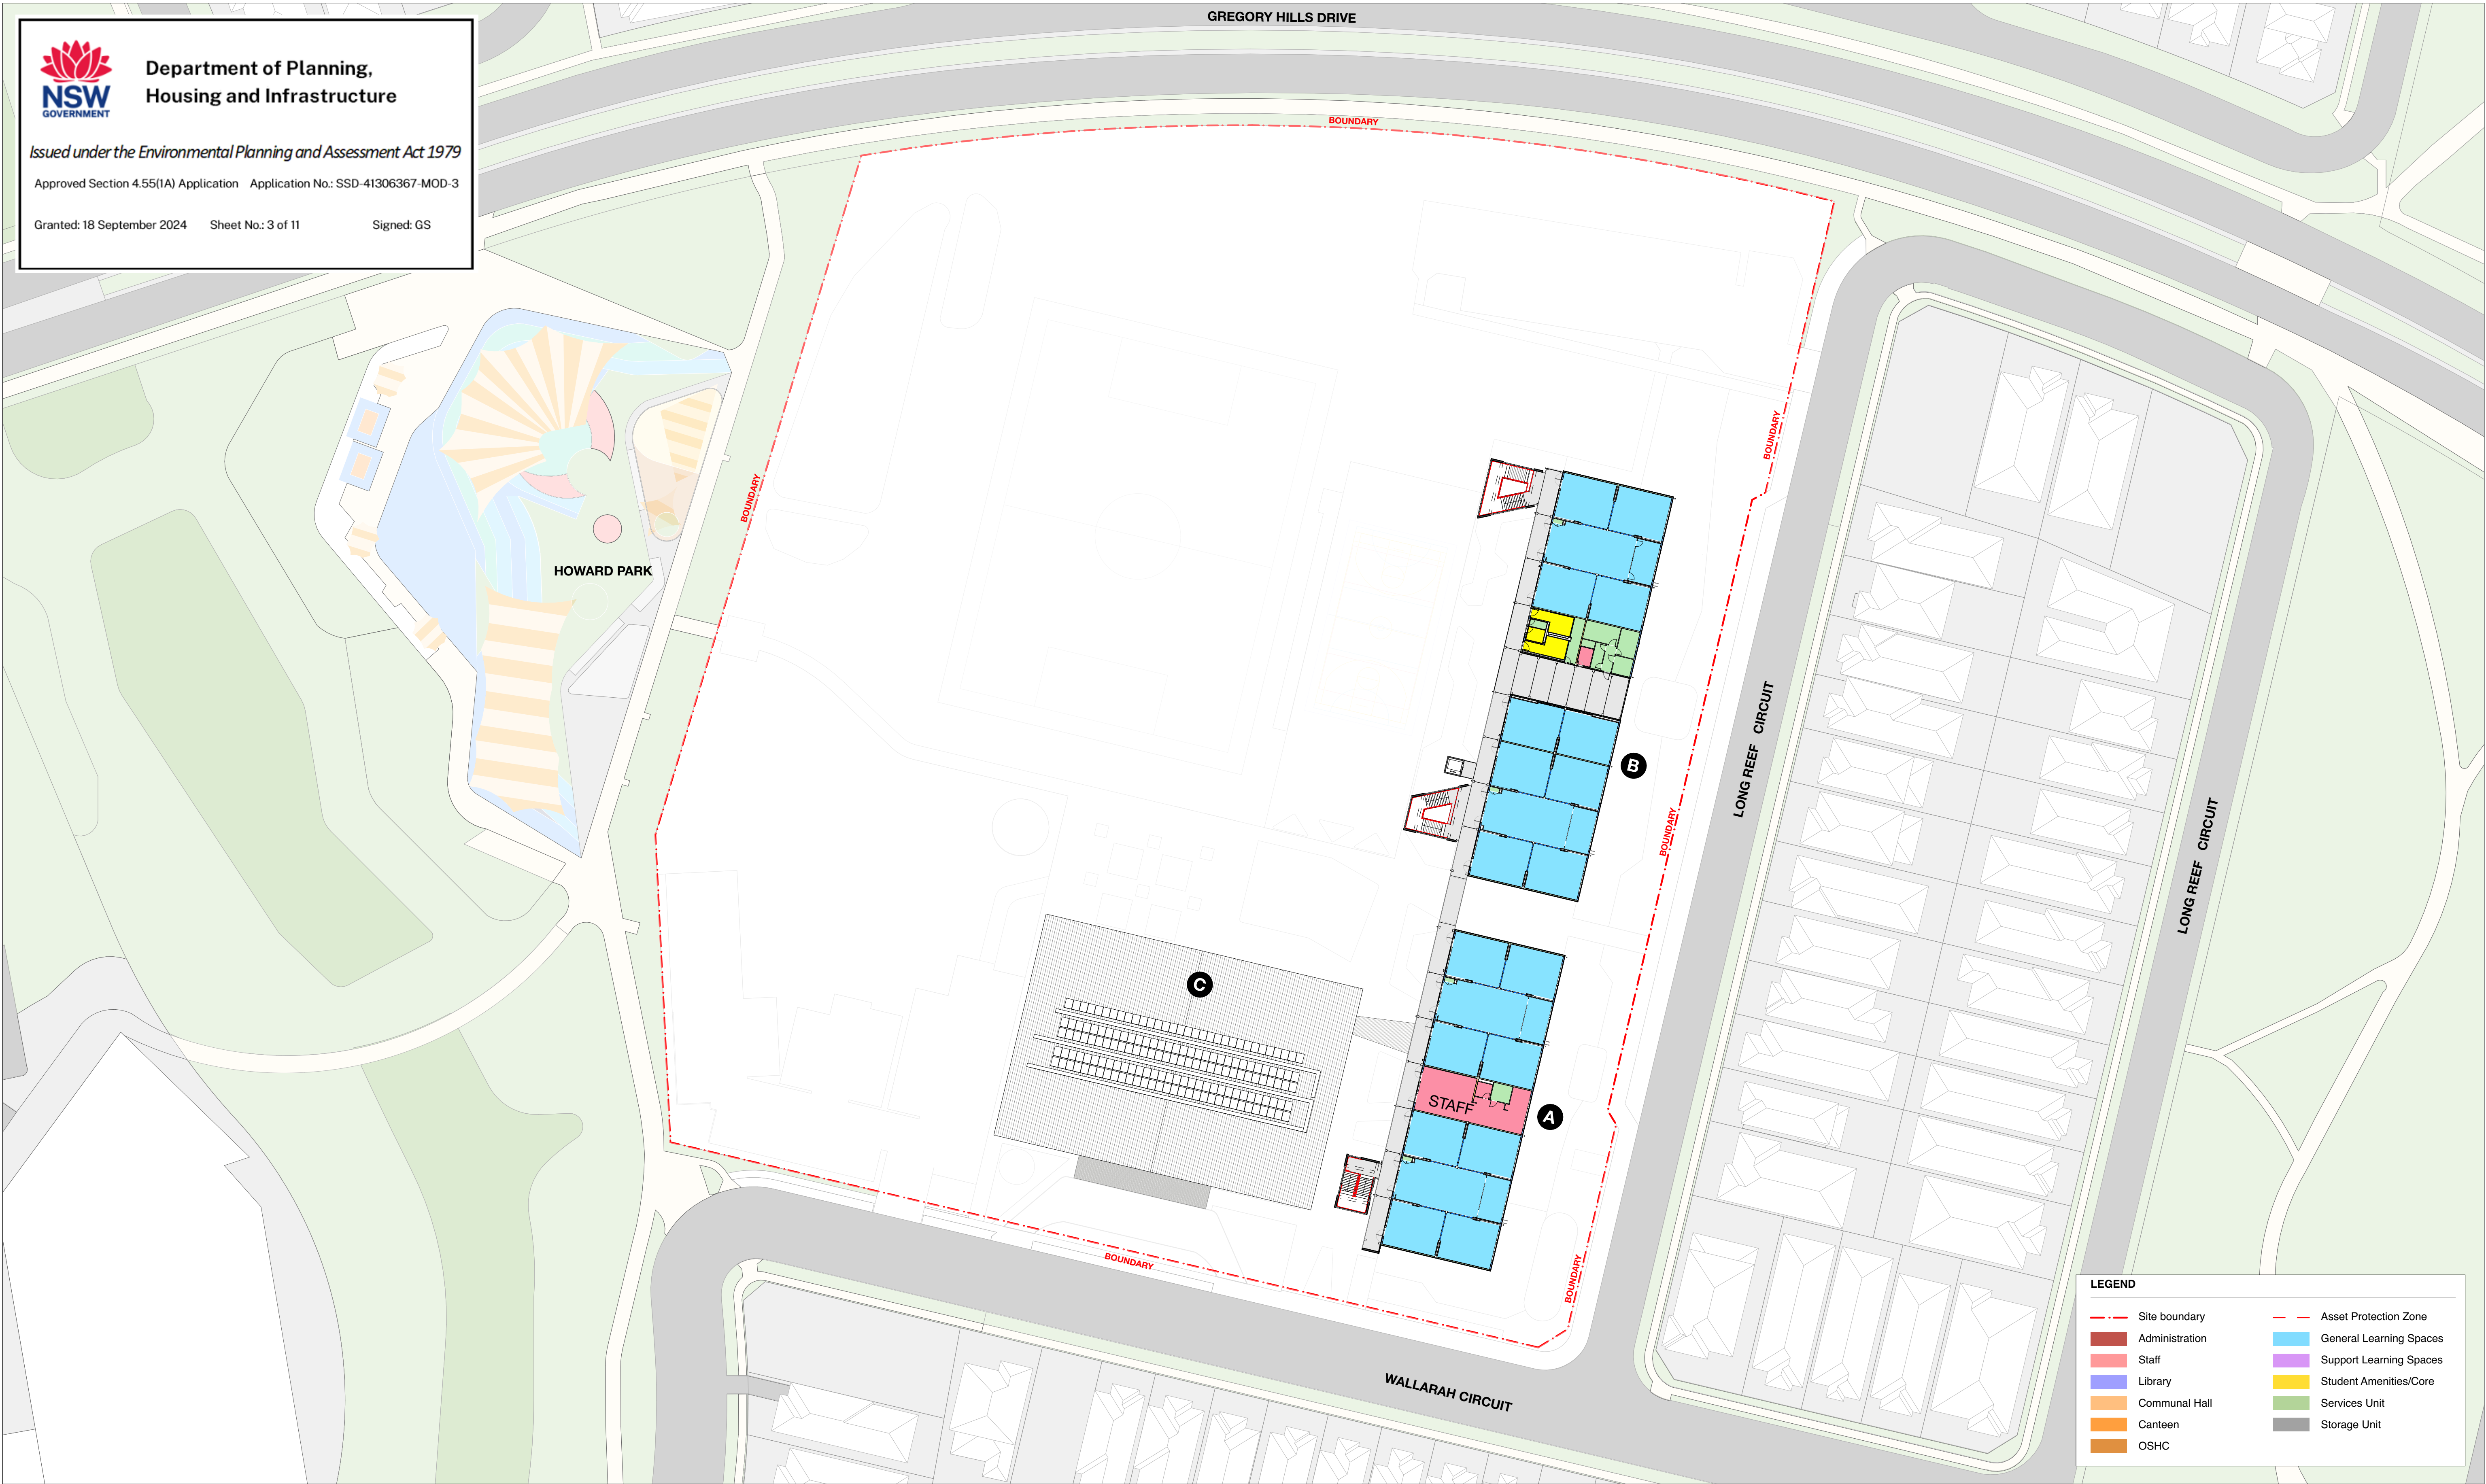 GREGORY HILLS DRIVE
NSW
GOVERNMENT
Department of Planning,
Housing and Infrastructure
Issued under the Environmental Planning and Assessment Act 1979
Approved Section 4.55(1A) Application Application No.: SSD-41306367-MOD-3
Granted: 18 September 2024 Sheet No.: 3 of 11 Signed: GS
BOUNDARY
BOUNDARY
BOUNDARY
HOWARD PARK
B
LONG REEF CIRCUIT
BOUNDARY
LONG REEF CIRCUIT
C
STAFF
A
BOUNDARY
BOUNDARY
WALLARAH CIRCUIT
LEGEND
Site boundary
Administration
Staff
Library
Communal Hall
Canteen
OSHC
Asset Protection Zone
General Learning Spaces
Support Learning Spaces
Student Amenities/Core
Services Unit
Storage Unit